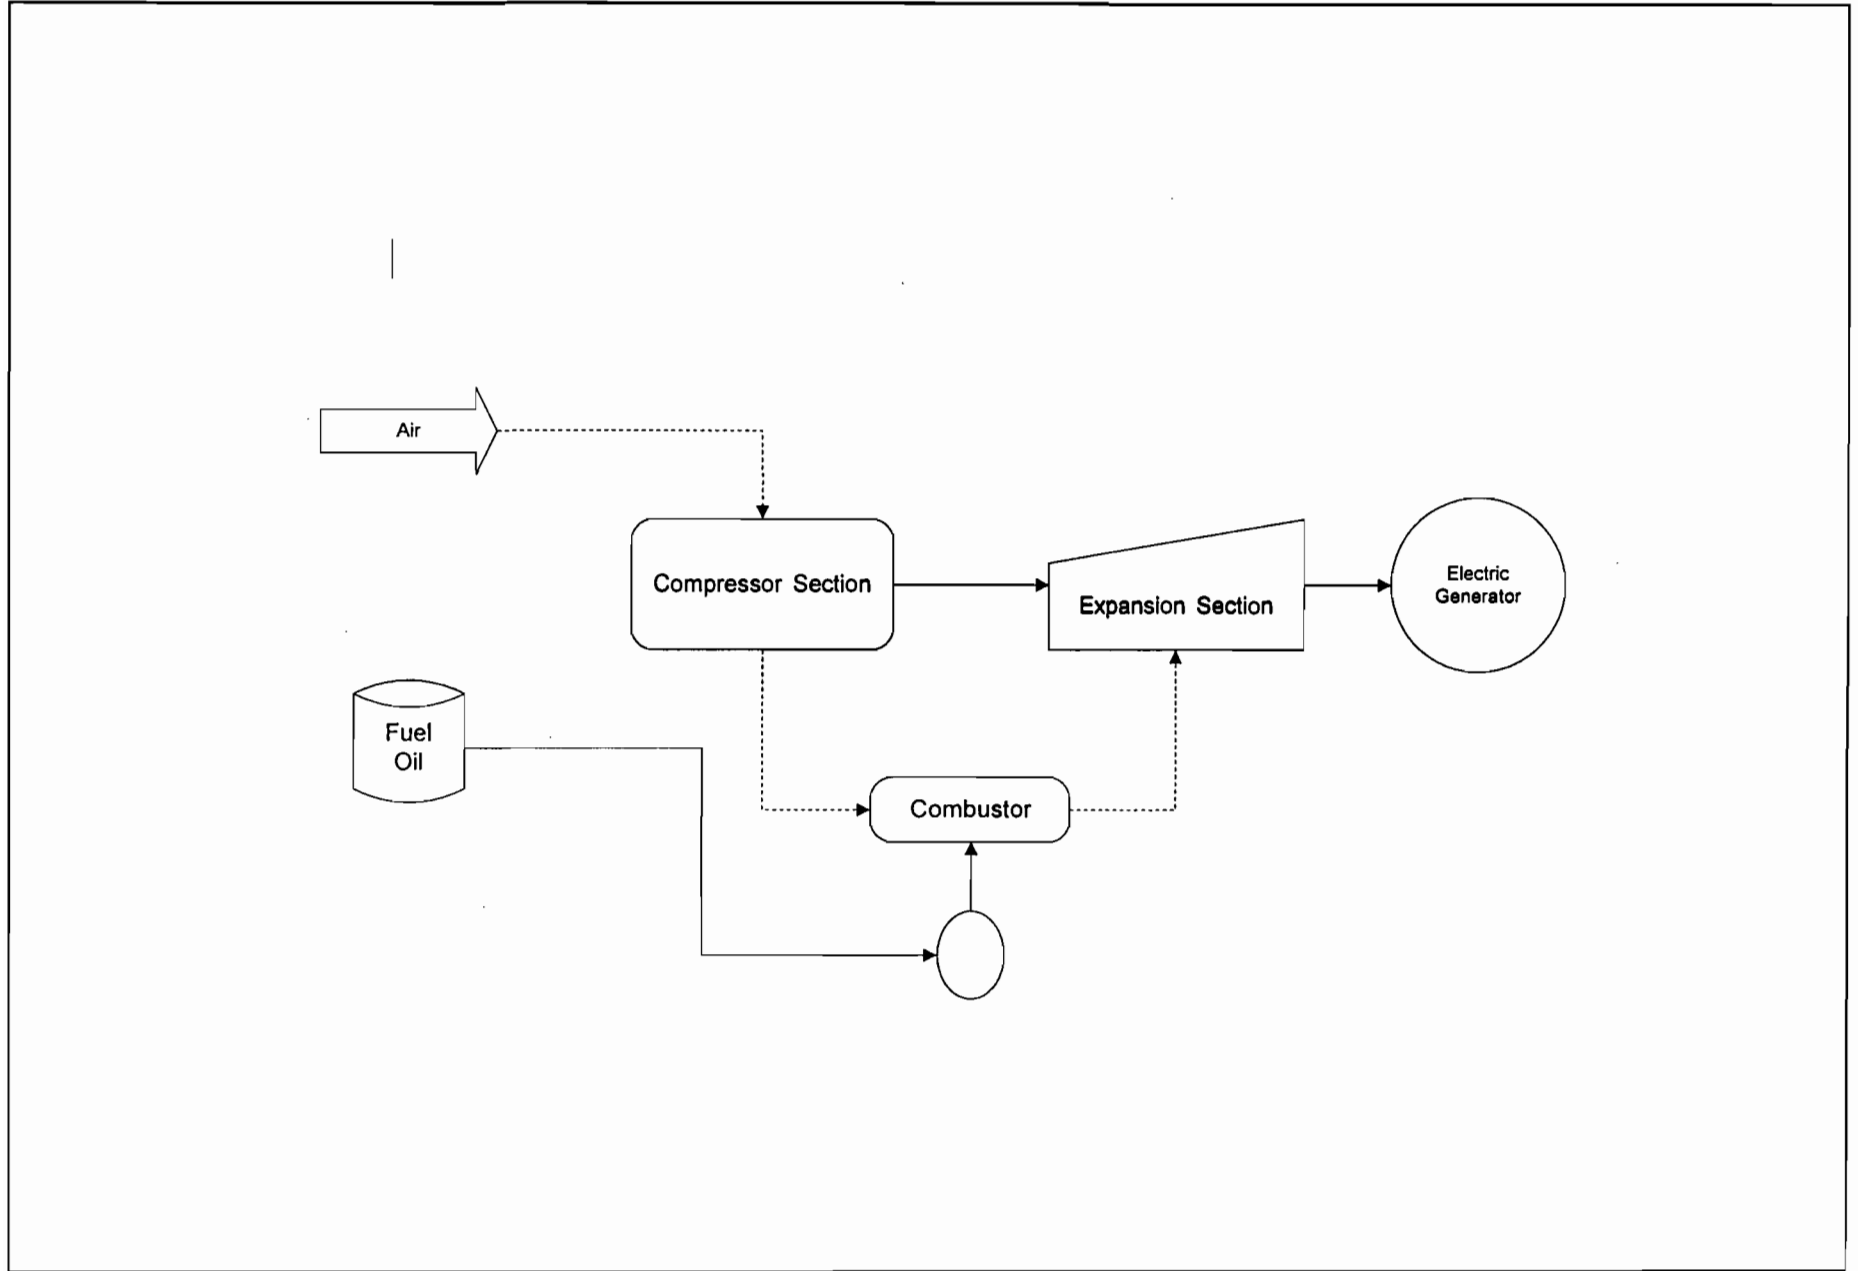 Air
Compressor Section
Expansion Section
Electric
Generator
Fuel
Oil
Combustor